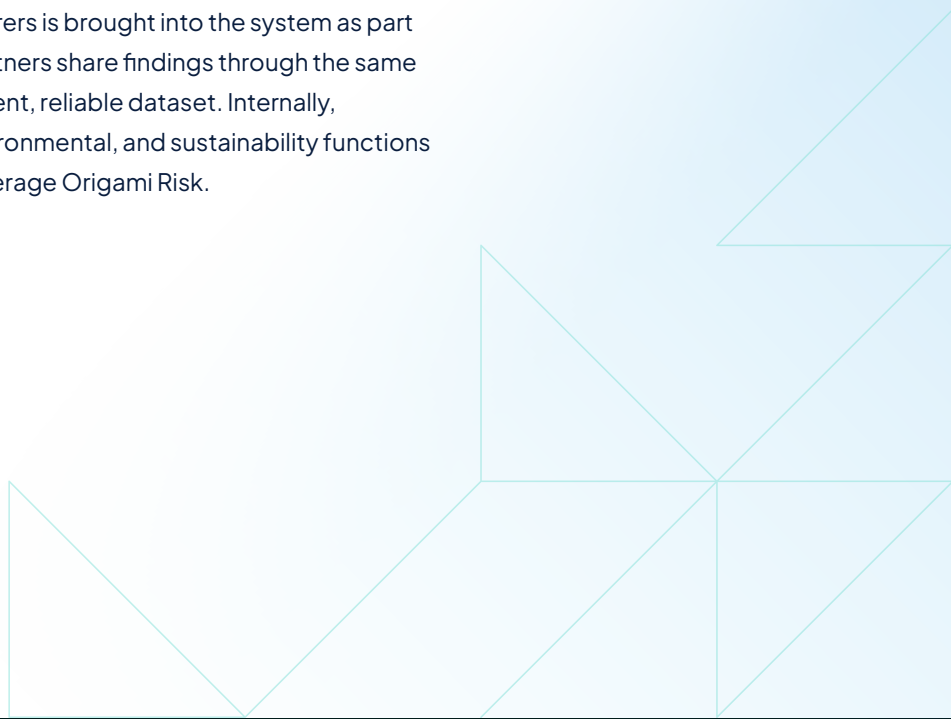 rers is brought into the system as part
tners share findings through the same
ent, reliable dataset. Internally,
ronmental, and sustainability functions
erage Origami Risk.